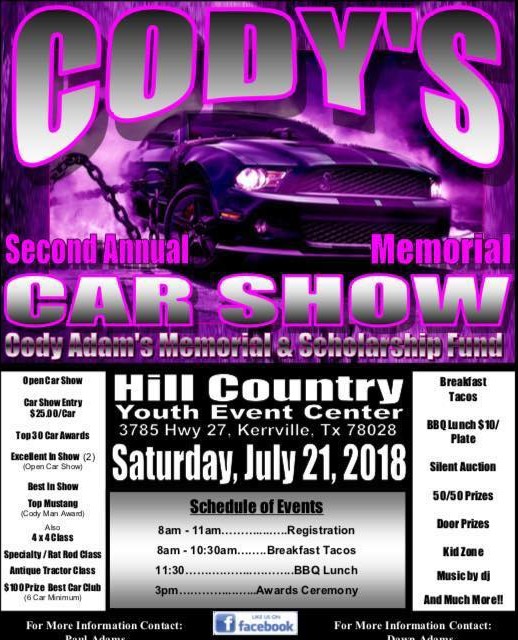 CODY'S
Second Annual
Memorial
CAR SHOW
Cody Adam's Memorial & Scholarship Fund
Open Car Show
Car Show Entry
$25.00/Car
Top 30 Car Awards
Excellent In Show (2)
(Open Car Show)
Best In Show
Top Mustang
(Cody Man Award)
Also
4 x 4 Class
Specialty / Rat Rod Class
Antique Tractor Class
$100 Prize Best Car Club
(6 Car Minimum)
Hill Country
Youth Event Center
3785 Hwy 27, Kerrville, Tx 78028
Saturday, July 21, 2018
Schedule of Events
8am - 11am................Registration
8am - 10:30am........Breakfast Tacos
11:30..........................BBQ Lunch
3pm......................Awards Ceremony
Breakfast
Tacos
BBQ Lunch $10/
Plate
Silent Auction
50/50 Prizes
Door Prizes
Kid Zone
Music by dj
And Much More!!
For More Information Contact:
Paul Adams
LIKE US ON
facebook
For More Information Contact:
Dawn Adams